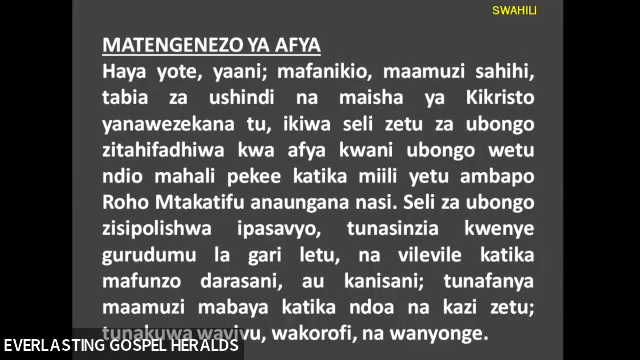 SWAHILI
MATENGENEZO YA AFYA
Haya yote, yaani; mafanikio, maamuzi sahihi,
tabia za ushindi na maisha ya Kikristo
yanawezekana tu, ikiwa seli zetu za ubongo
zitahifadhiwa kwa afya kwani ubongo wetu
ndio mahali pekee katika miili yetu ambapo
Roho Mtakatifu anaungana nasi. Seli za ubongo
zisipolishwa ipasavyo, tunasinzia kwenye
gurudumu la gari letu, na vilevile katika
mafunzo darasani, au kanisani; tunafanya
maamuzi mabaya katika ndoa na kazi zetu;
tunakuwa wavivu, wakorofi, na wanyonge.
EVERLASTING GOSPEL HERALDS